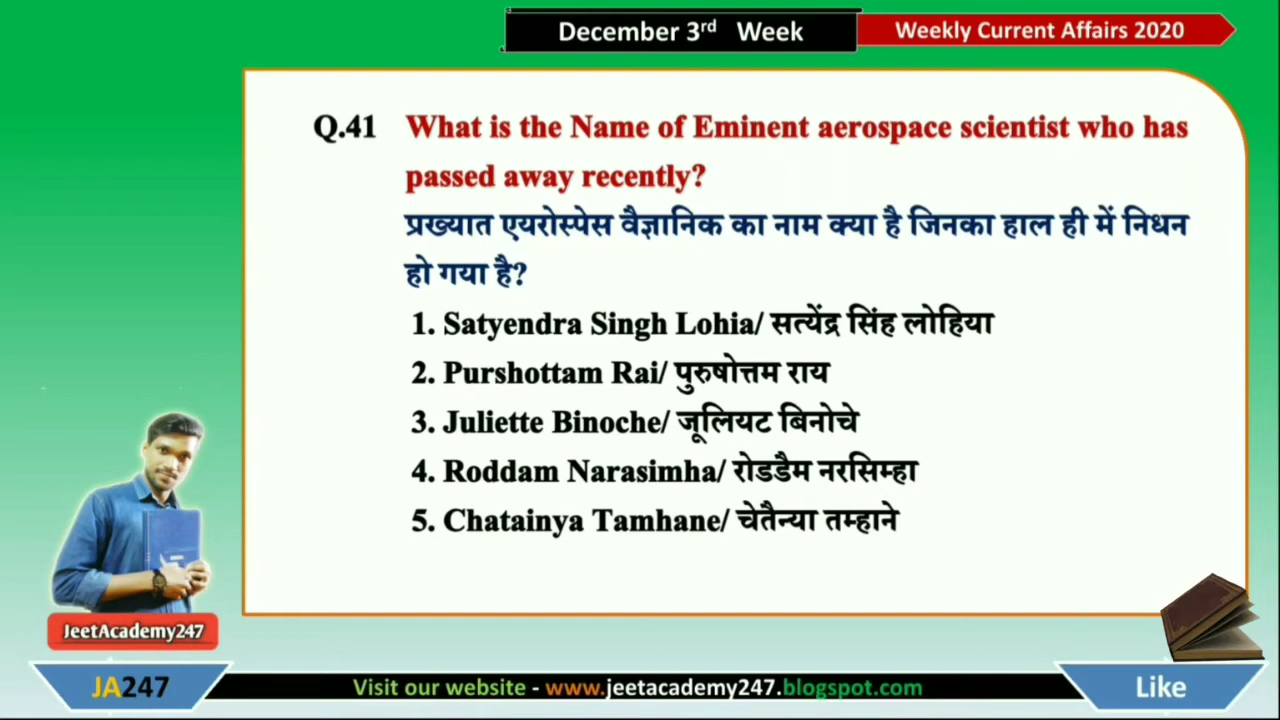 December 3rd Week
Weekly Current Affairs 2020
Q.41 What is the Name of Eminent aerospace scientist who has
passed away recently?
प्रख्यात एयरोस्पेस वैज्ञानिक का नाम क्या है जिनका हाल ही में निधन
हो गया है?
1. Satyendra Singh Lohia/ सत्येंद्र सिंह लोहिया
2. Purshottam Rai/ पुरुषोत्तम राय
3. Juliette Binoche/ जूलियट बिनोचे
4. Roddam Narasimha/ रोडडैम नरसिम्हा
5. Chatainya Tamhane/ चेतैन्या तम्हाने
JeetAcademy247
JA247
Visit our website - www.jeetacademy247.blogspot.com
Like